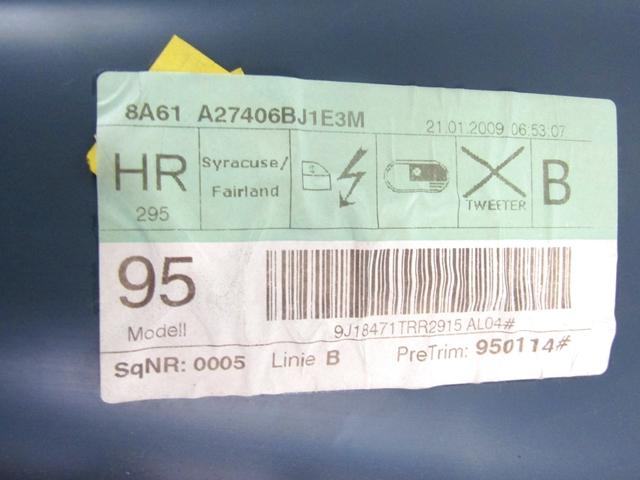 8A61 A27406BJ1E3M
21.01.2009 06:53:07
HR
295
Syracuse/
Fairland
TWEETER
B
95
Modell
9J18471TRR2915 AL04#
SqNR: 0005 Linie B PreTrim: 950114#